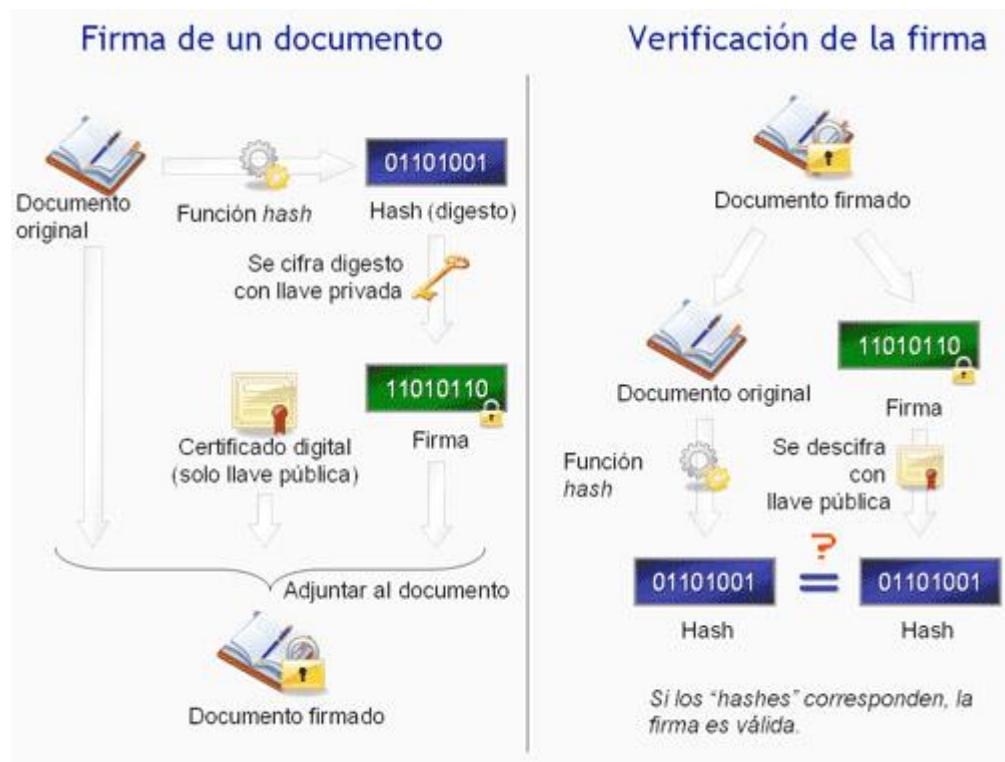 Firma de un documento
Documento
original
Función hash
01101001
Hash (digesto)
Se cifra digesto
con llave privada
Certificado digital
(solo llave pública)
11010110
Firma
Adjuntar al documento
Documento firmado
Verificación de la firma
Documento firmado
Documento original
11010110
Firma
Función
hash
Se descifra
con
llave pública
01101001
?
=
01101001
Hash
Hash
Si los “hashes” corresponden, la
firma es válida.